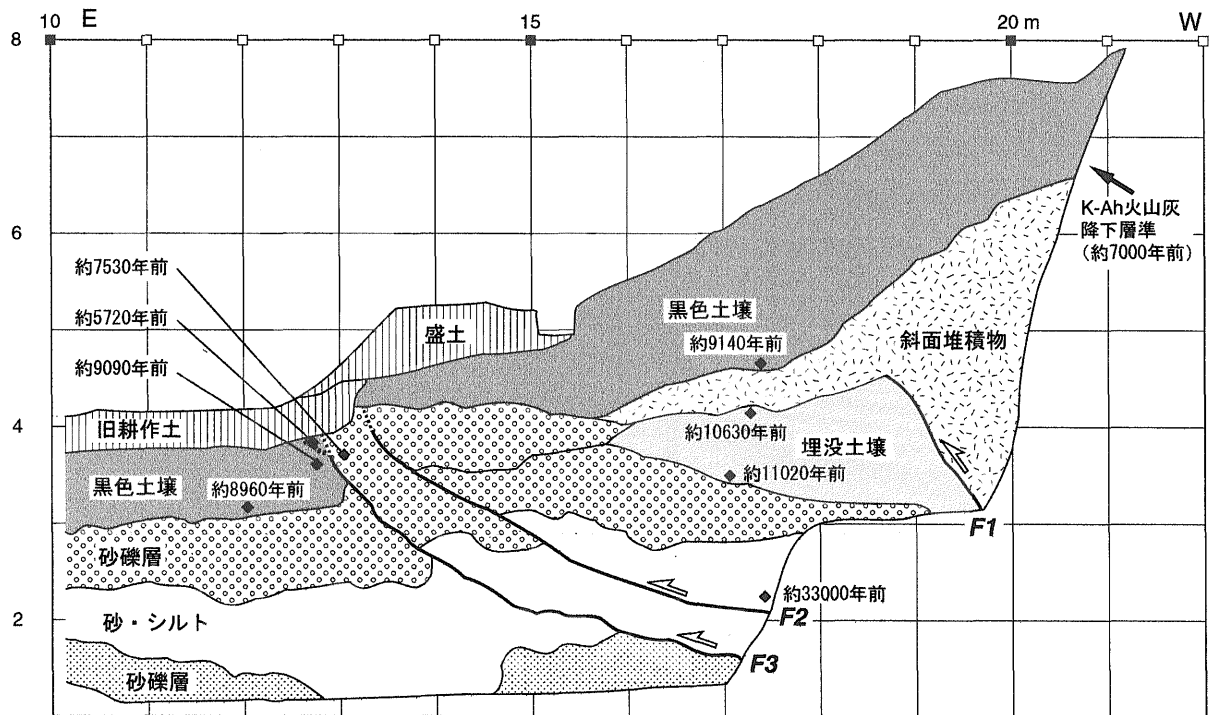 10
E
15
20 m
W
8
6
4
2
K-Ah火山灰
降下層準
(約7000年前)
約7530年前
約5720年前
約9090年前
盛土
黒色土壌
約9140年前
斜面堆積物
旧耕作土
約10630年前
埋没土壌
黒色土壌
約8960年前
約11020年前
F1
砂礫層
約33000年前
F2
砂・シルト
F3
砂礫層